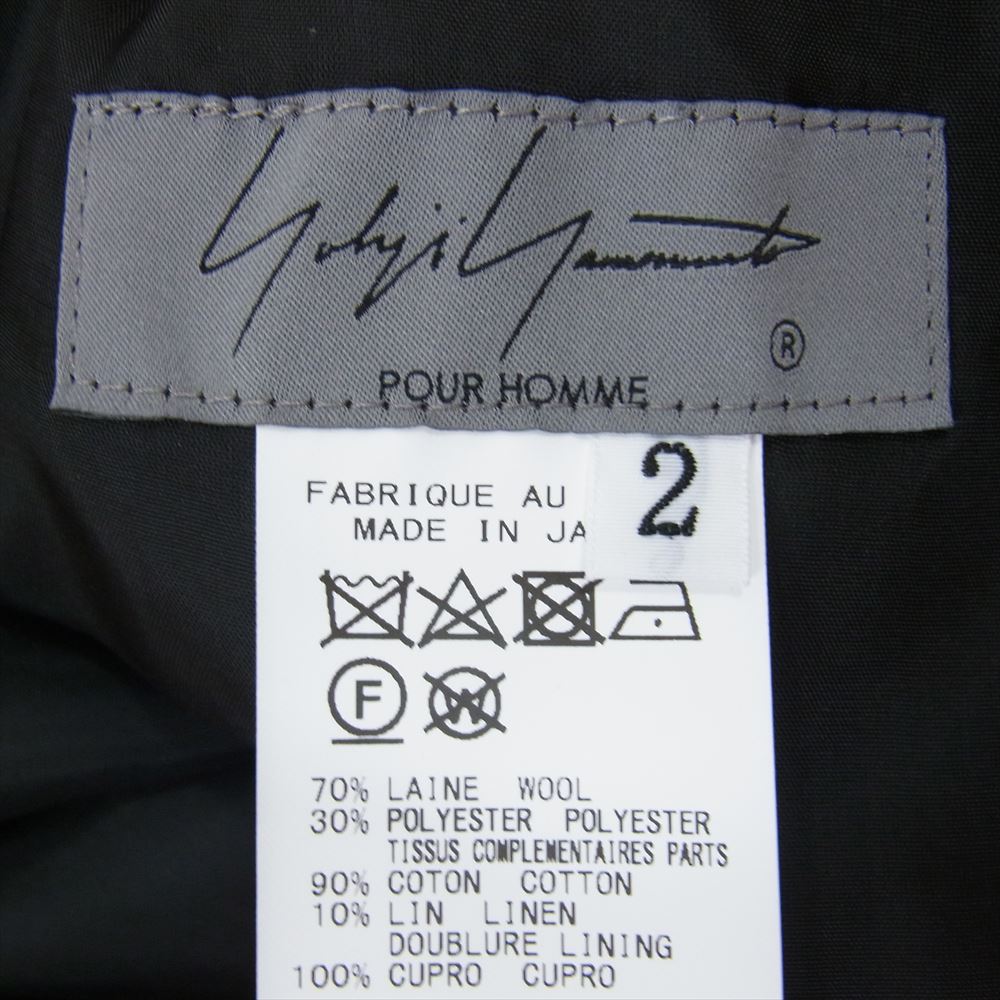 Yohji Yamamoto
®
POUR HOMME
2
FABRIQUE AU
MADE IN JA
F
W
70% LAINE WOOL
30% POLYESTER POLYESTER
TISSUS COMPLEMENTAIRES PARTS
90% COTON COTTON
10% LIN LINEN
DOUBLURE LINING
100% CUPRO CUPRO